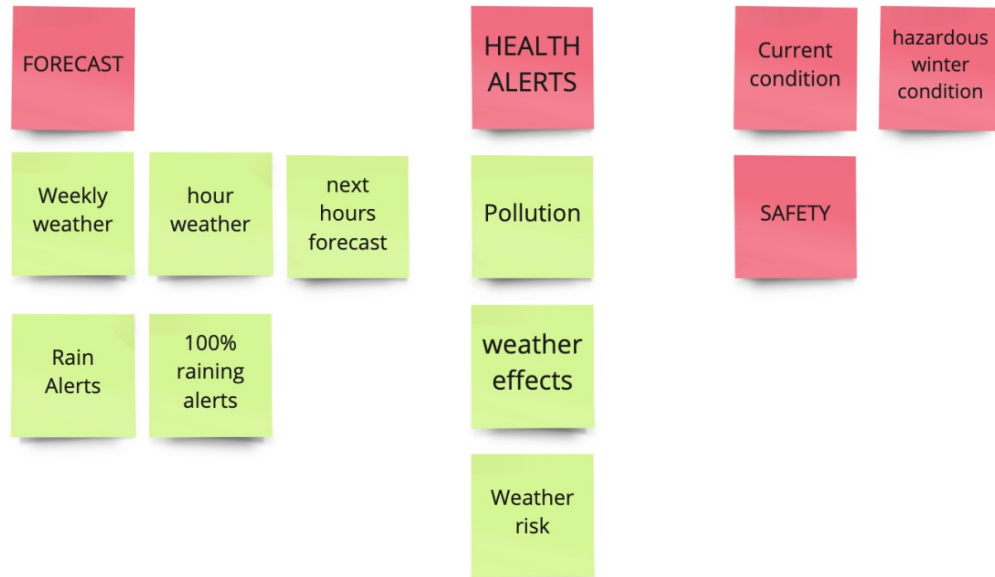 FORECAST
HEALTH
ALERTS
Current
condition
hazardous
winter
condition
Weekly
weather
hour
weather
next
hours
forecast
Pollution
SAFETY
Rain
Alerts
100%
raining
alerts
weather
effects
Weather
risk